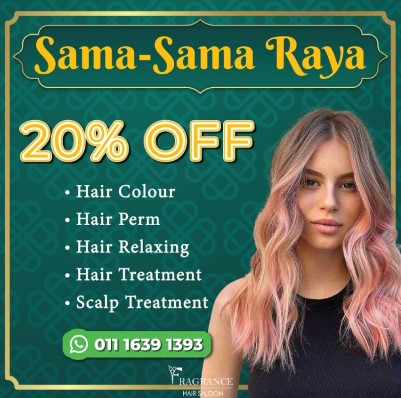 Sama-Sama Raya
20% OFF
• Hair Colour
• Hair Perm
• Hair Relaxing
• Hair Treatment
• Scalp Treatment
011 1639 1393
FRAGRANCE
HAIR SALOON